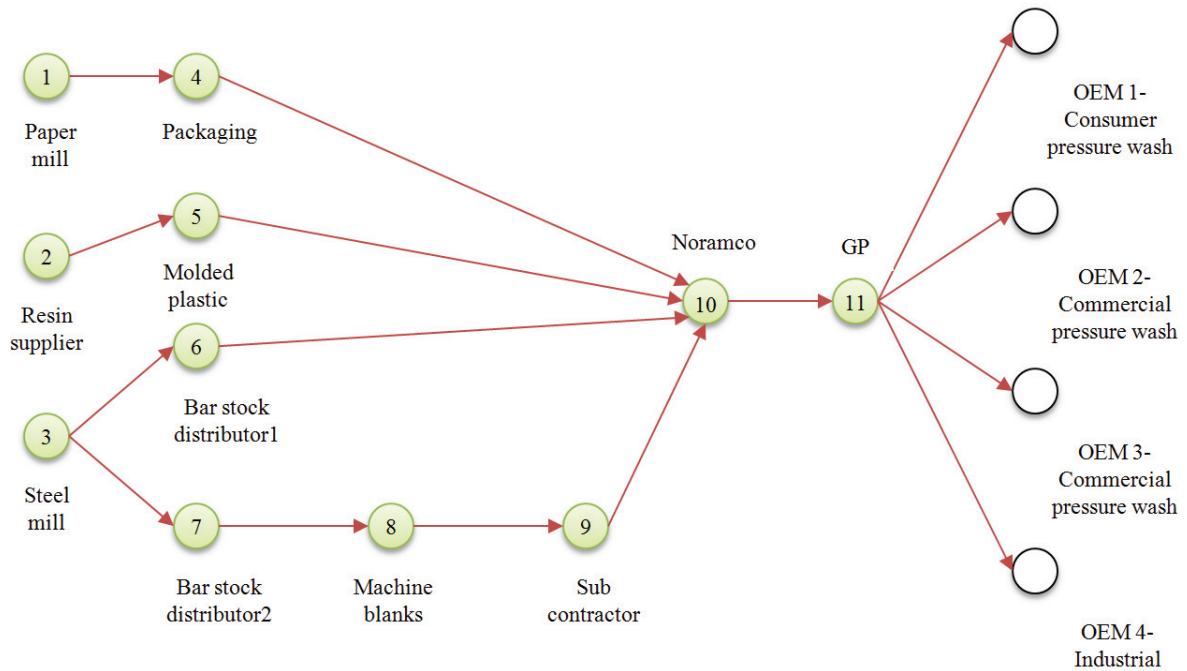 1
Paper
mill
4
Packaging
2
Resin
supplier
5
Molded
plastic
3
Steel
mill
6
Bar stock
distributor1
7
Bar stock
distributor2
8
Machine
blanks
9
Sub
contractor
Noramco
10
GP
11
OEM 1-
Consumer
pressure wash
OEM 2-
Commercial
pressure wash
OEM 3-
Commercial
pressure wash
OEM 4-
Industrial